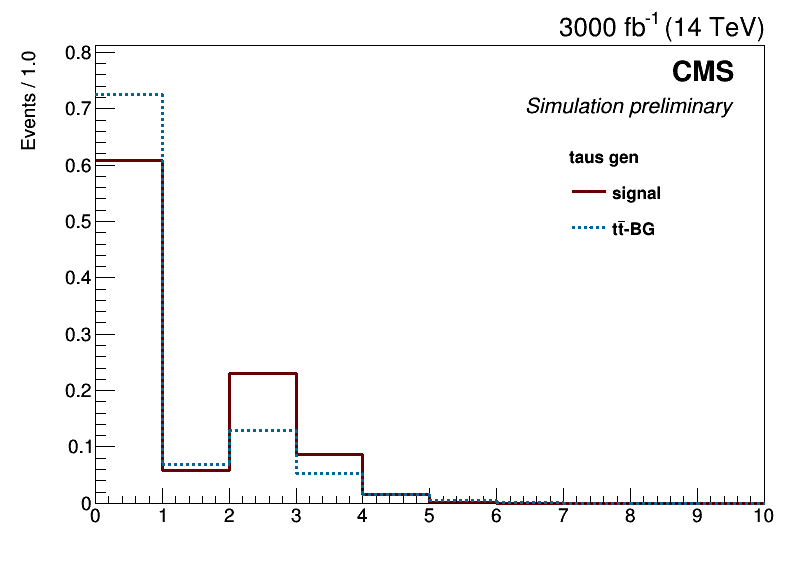 3000 fb⁻¹ (14 TeV)
Events / 1.0
CMS
Simulation preliminary
taus gen
signal
tt̄-BG
0.8
0.7
0.6
0.5
0.4
0.3
0.2
0.1
0
0 1 2 3 4 5 6 7 8 9 10